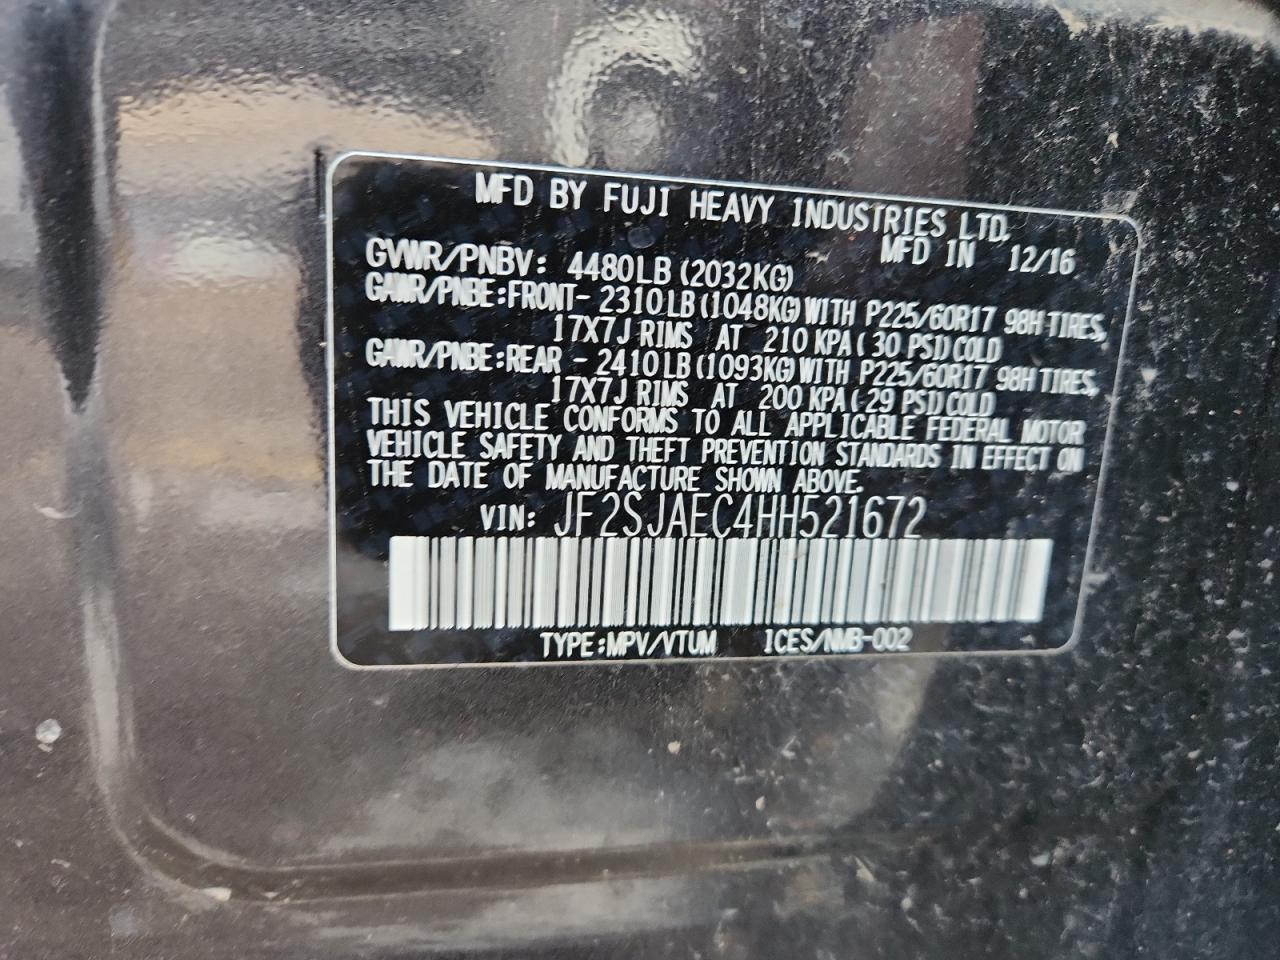 MFD BY FUJI HEAVY INDUSTRIES LTD.
MFD IN 12/16
GVWR/PNBV: 4480LB (2032KG)
GAWR/PNBE:FRONT- 2310LB (1048KG) WITH P225/60R17 98H TIRES,
17X7J RIMS AT 210 KPA( 30 PSI) COLD
GAWR/PNBE:REAR - 2410LB (1093KG) WITH P225/60R17 98H TIRES,
17X7J RIMS AT 200 KPA( 29 PSI) COLD
THIS VEHICLE CONFORMS TO ALL APPLICABLE FEDERAL MOTOR
VEHICLE SAFETY AND THEFT PREVENTION STANDARDS IN EFFECT ON
THE DATE OF MANUFACTURE SHOWN ABOVE.
VIN: JF2SJAEC4HH521672
TYPE:MPV/VTUM ICES/NMB-002